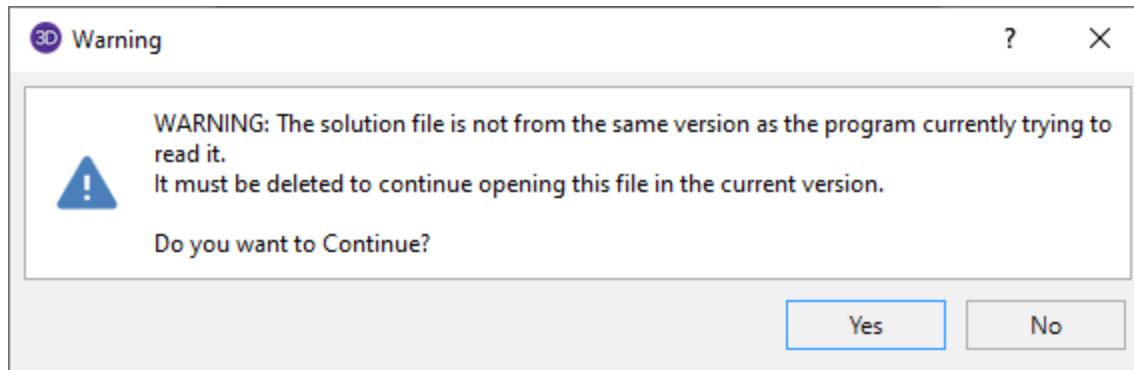 3D Warning ?
WARNING: The solution file is not from the same version as the program currently trying to
read it.
It must be deleted to continue opening this file in the current version.
Do you want to Continue?
Yes No